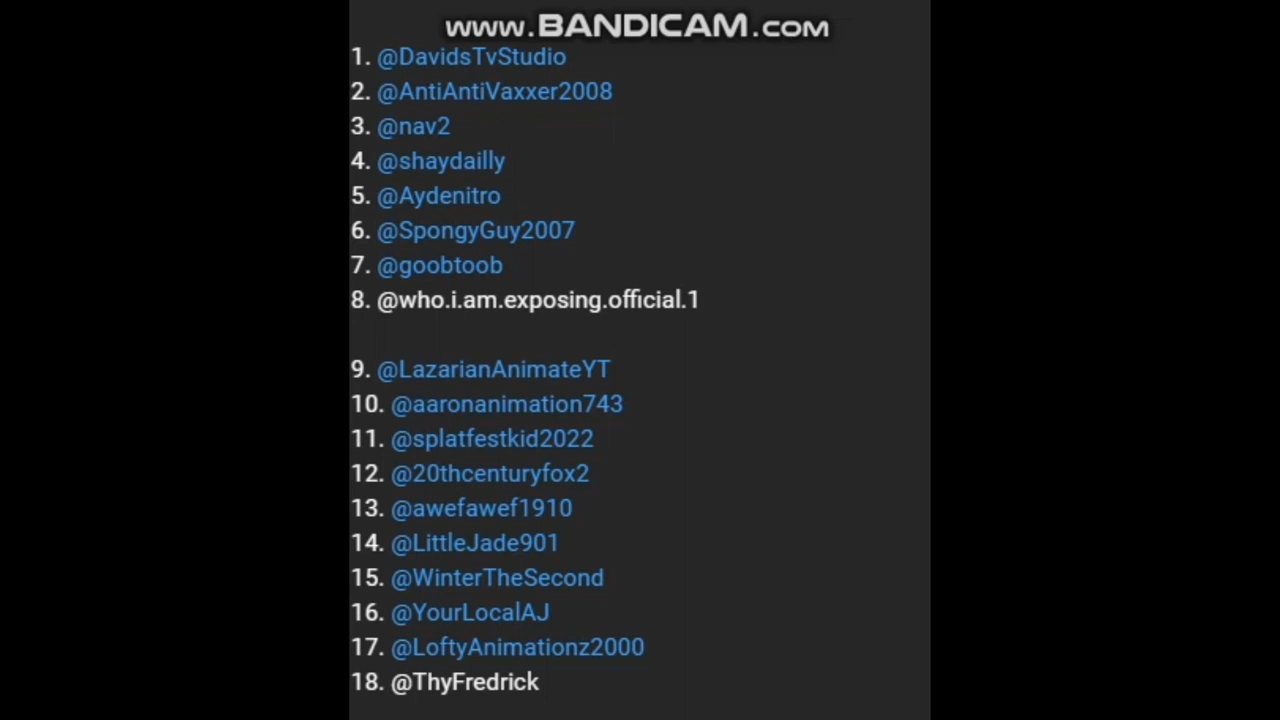 www.BANDICAM.com
1. @DavidsTvStudio
2. @AntiAntiVaxxer2008
3. @nav2
4. @shaydailly
5. @Aydenitro
6. @SpongyGuy2007
7. @goobtoob
8. @who.i.am.exposing.official.1
9. @LazarianAnimateYT
10. @aaronanimation743
11. @splatfestkid2022
12. @20thcenturyfox2
13. @awefawef1910
14. @LittleJade901
15. @WinterTheSecond
16. @YourLocalAJ
17. @LoftyAnimationz2000
18. @ThyFredrick